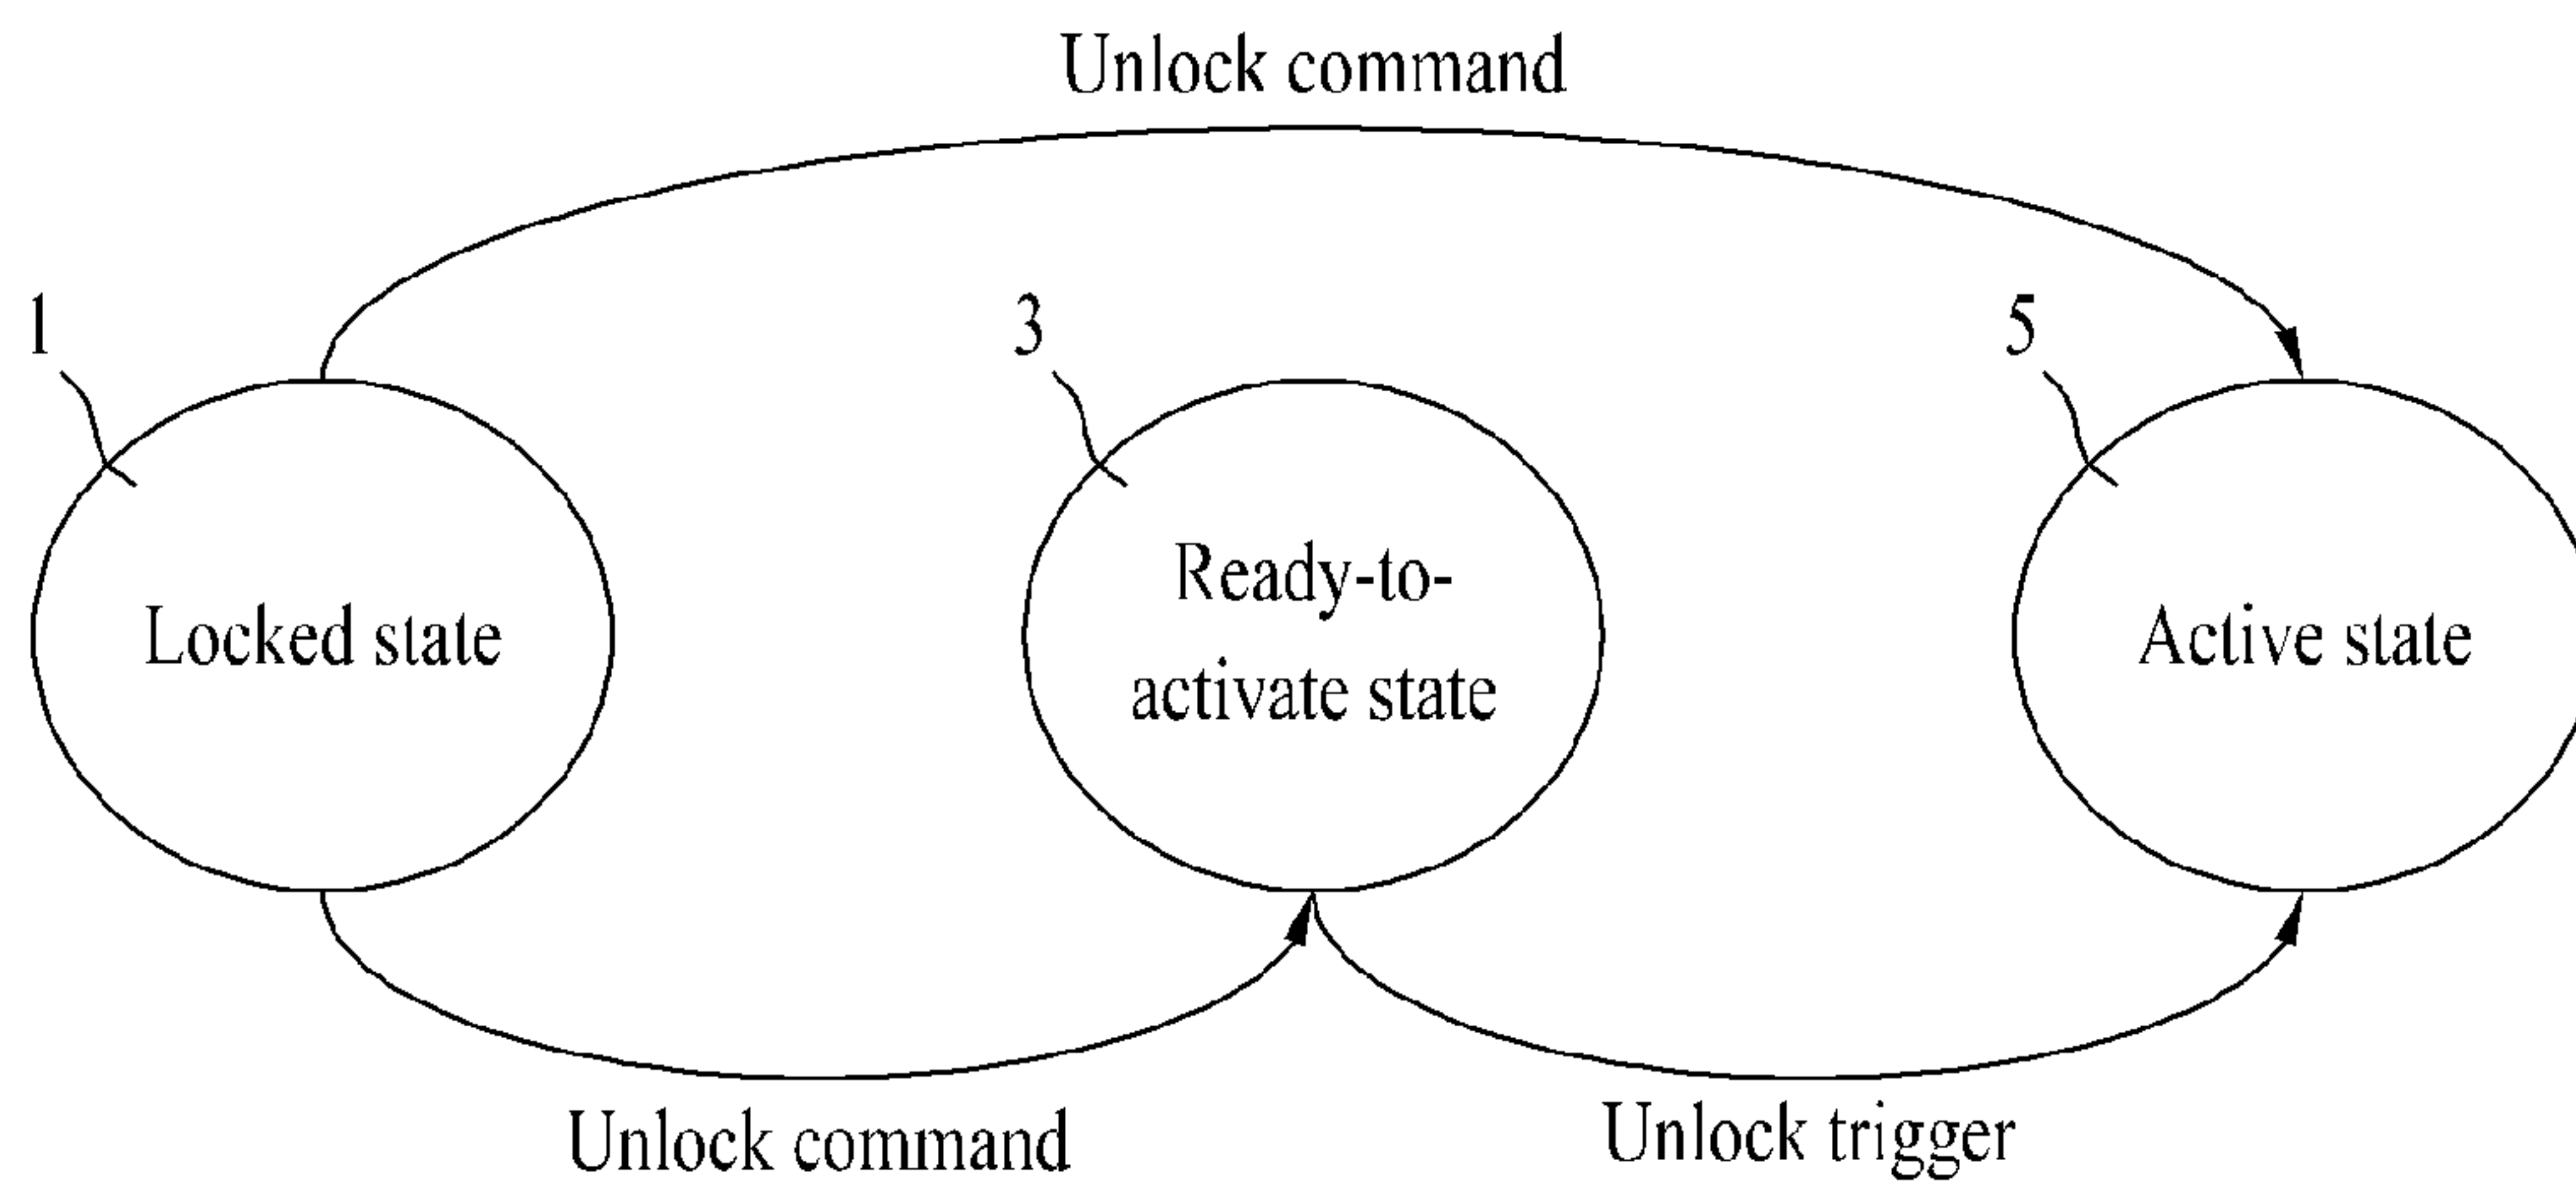 Unlock command
1
3
5
Locked state
Ready-to-
activate state
Active state
Unlock command
Unlock trigger